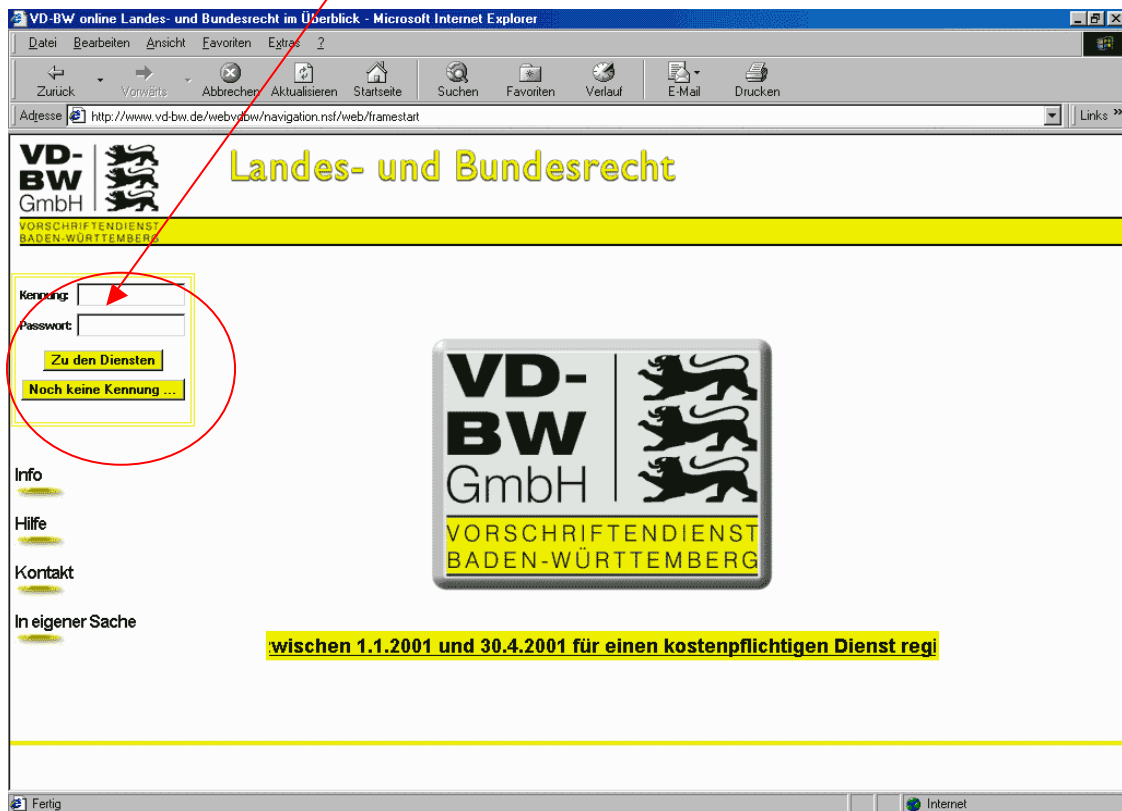 VD-BW online Landes- und Bundesrecht im Überblick - Microsoft Internet Explorer
Datei Bearbeiten Ansicht Favoriten Extras ?
Zurück Vorwärts Abbrechen Aktualisieren Startseite Suchen Favoriten Verlauf E-Mail Drucken
Adresse http://www.vd-bw.de/webvdbw/navigation.nsf/web/framestart Links »
VD-
BW
GmbH
VORSCHRIFTENDIENST
BADEN-WÜRTTEMBERG
Landes- und Bundesrecht
Kennung:
Passwort:
Zu den Diensten
Noch keine Kennung ...
Info
Hilfe
Kontakt
In eigener Sache
VD-
BW
GmbH
VORSCHRIFTENDIENST
BADEN-WÜRTTEMBERG
wischen 1.1.2001 und 30.4.2001 für einen kostenpflichtigen Dienst regi
Fertig Internet